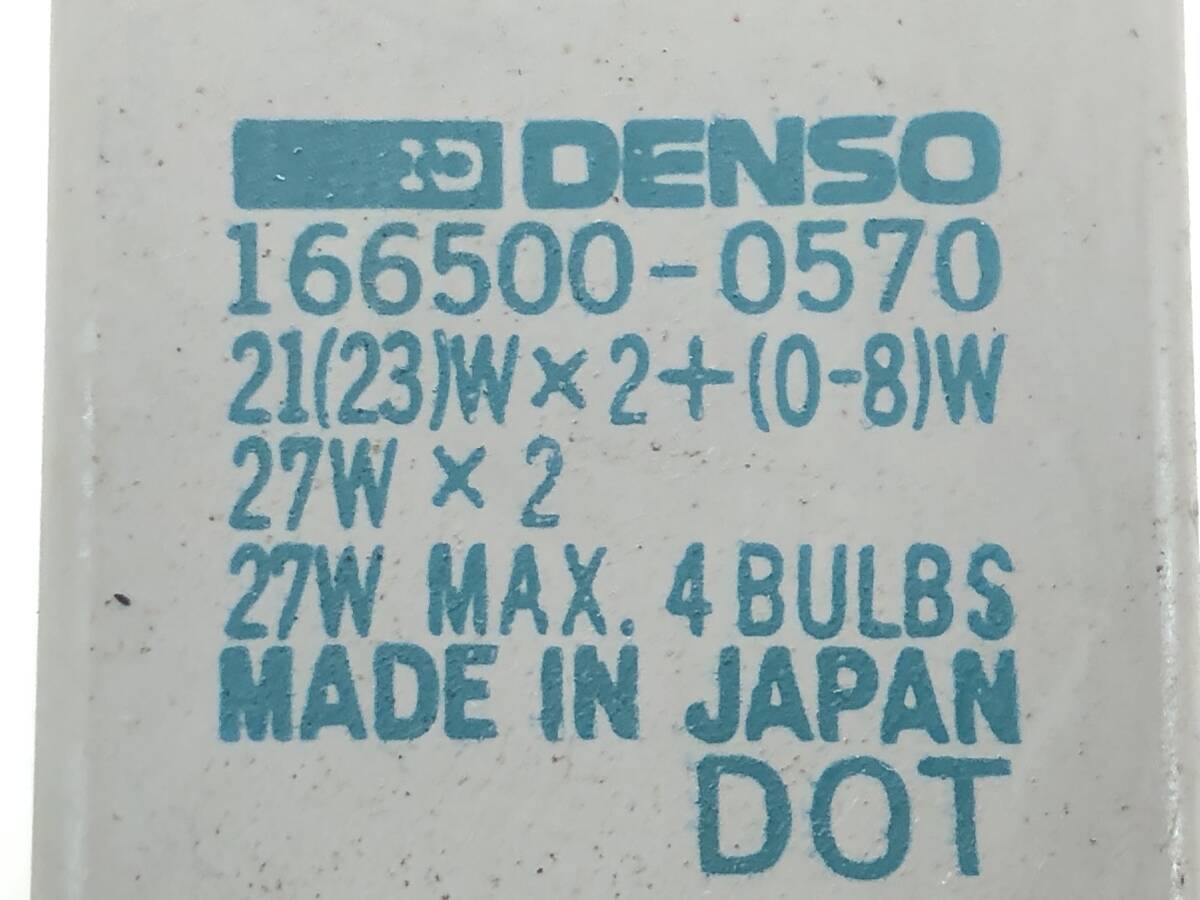 DENSO
166500-0570
21(23)W×2+(0-8)W
27W × 2
27W MAX. 4 BULBS
MADE IN JAPAN
DOT